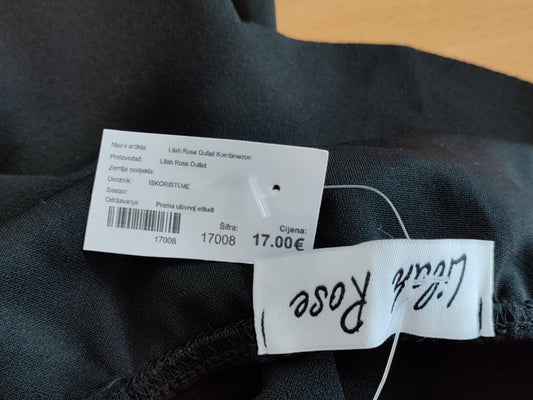 Naziv artikla: Lilah Rose Outlet Kombinezon
Proizvođač: Lilah Rose Outlet
Zemlja porijekla:
Uvoznik: ISKORISTI.ME
Sastav:
Održavanje: Prema ušivnoj etiketi
Šifra: Cijena:
17008 17008 17.00€
Lilah Rose